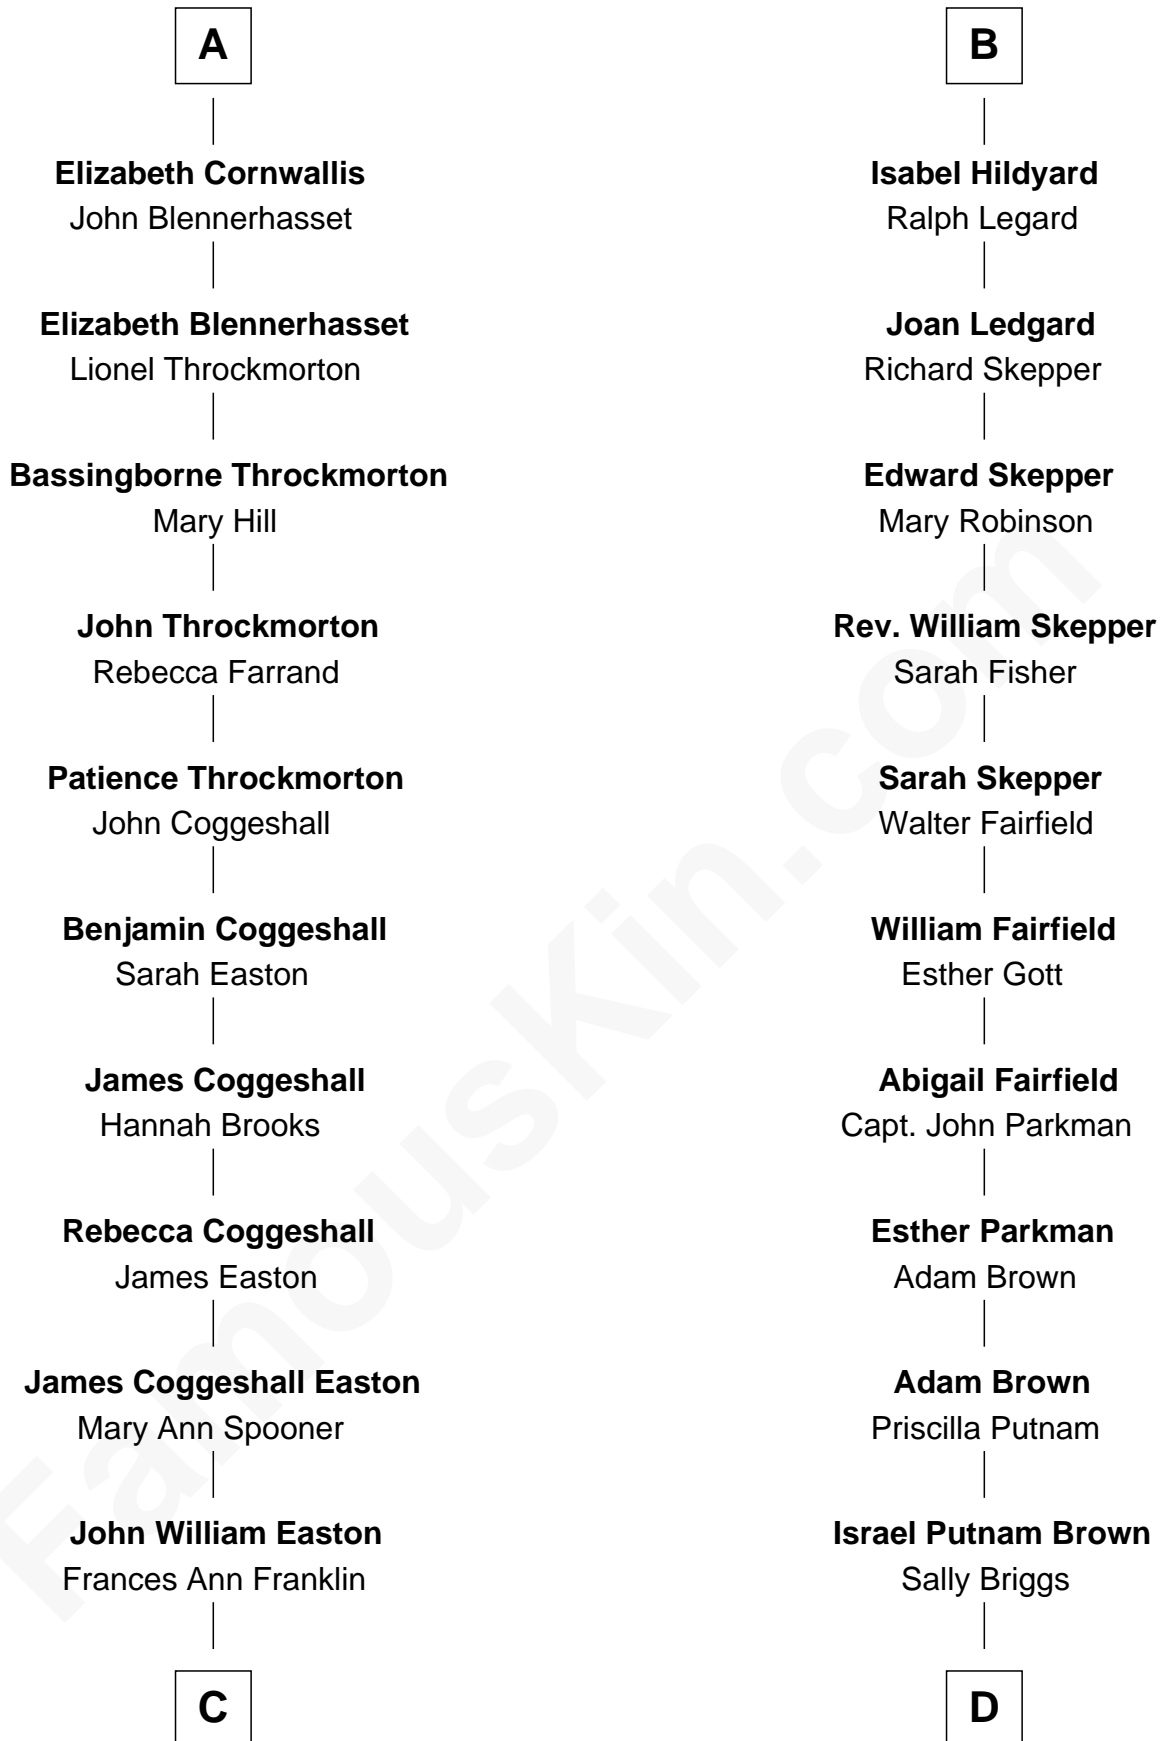 A
Elizabeth Cornwallis
John Blennerhasset
Elizabeth Blennerhasset
Lionel Throckmorton
Bassingborne Throckmorton
Mary Hill
John Throckmorton
Rebecca Farrand
Patience Throckmorton
John Coggeshall
Benjamin Coggeshall
Sarah Easton
James Coggeshall
Hannah Brooks
Rebecca Coggeshall
James Easton
James Coggeshall Easton
Mary Ann Spooner
John William Easton
Frances Ann Franklin
C
B
Isabel Hildyard
Ralph Legard
Joan Ledgard
Richard Skepper
Edward Skepper
Mary Robinson
Rev. William Skepper
Sarah Fisher
Sarah Skepper
Walter Fairfield
William Fairfield
Esther Gott
Abigail Fairfield
Capt. John Parkman
Esther Parkman
Adam Brown
Adam Brown
Priscilla Putnam
Israel Putnam Brown
Sally Briggs
D
FamousKin.com